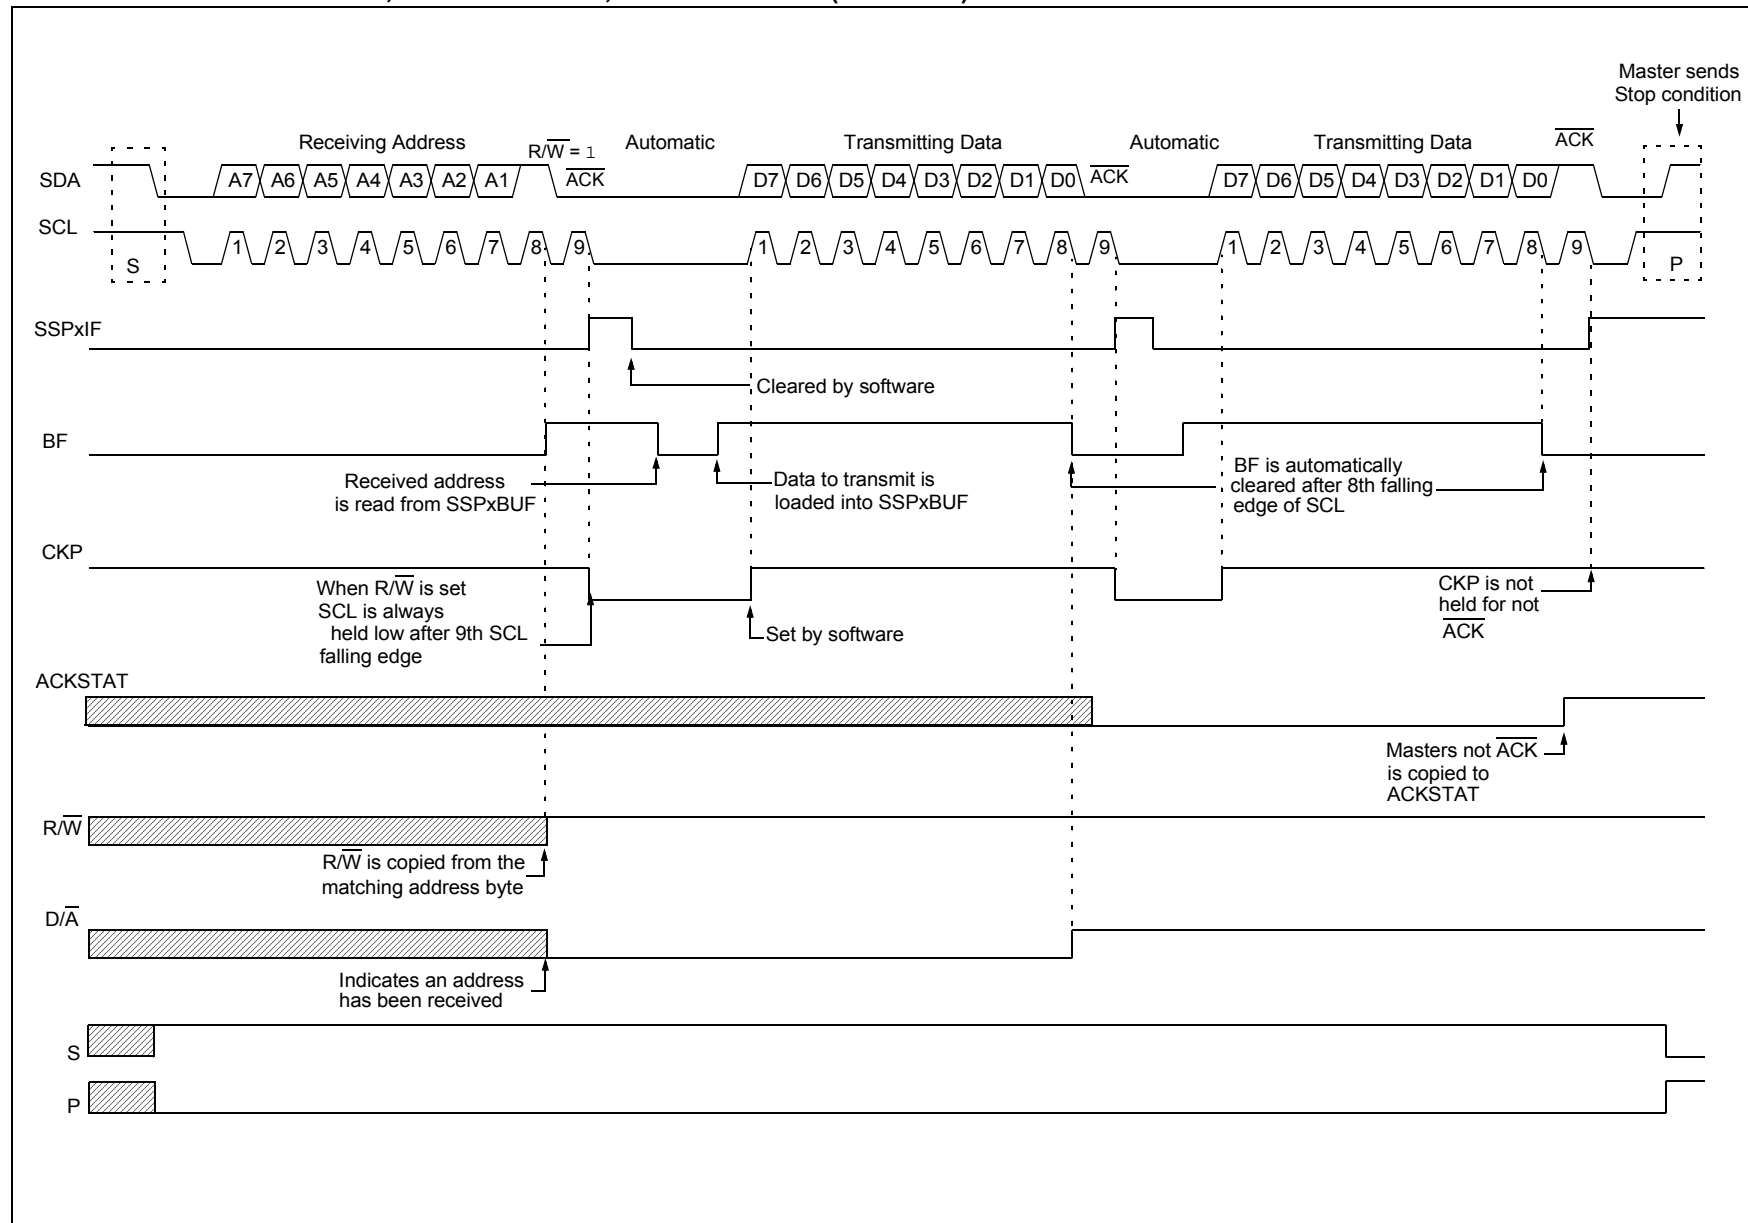 Master sends
Stop condition
Receiving Address
R/W̅ = 1
Automatic
Transmitting Data
Automatic
Transmitting Data
A̅C̅K̅
SDA
A7 A6 A5 A4 A3 A2 A1
A̅C̅K̅
D7 D6 D5 D4 D3 D2 D1 D0
A̅C̅K̅
D7 D6 D5 D4 D3 D2 D1 D0
SCL
1 2 3 4 5 6 7 8 9
1 2 3 4 5 6 7 8 9
1 2 3 4 5 6 7 8 9
S
P
SSPxIF
Cleared by software
BF
Received address
is read from SSPxBUF
Data to transmit is
loaded into SSPxBUF
BF is automatically
cleared after 8th falling
edge of SCL
CKP
When R/W̅ is set
SCL is always
held low after 9th SCL
falling edge
Set by software
CKP is not
held for not
A̅C̅K̅
ACKSTAT
Masters not A̅C̅K̅
is copied to
ACKSTAT
R/W̅
R/W̅ is copied from the
matching address byte
D/A̅
Indicates an address
has been received
S
P